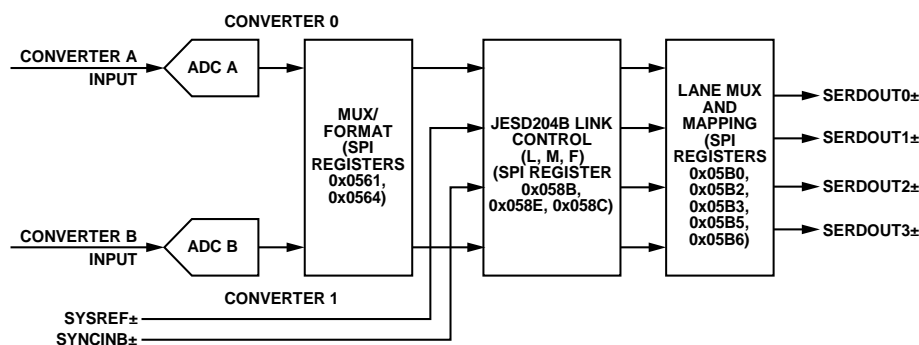 CONVERTER 0
CONVERTER A
INPUT
ADC A
MUX/
FORMAT
(SPI
REGISTERS
0x0561,
0x0564)
JESD204B LINK
CONTROL
(L, M, F)
(SPI REGISTER
0x058B,
0x058E, 0x058C)
LANE MUX
AND
MAPPING
(SPI
REGISTERS
0x05B0,
0x05B2,
0x05B3,
0x05B5,
0x05B6)
SERDOUT0±
SERDOUT1±
SERDOUT2±
SERDOUT3±
CONVERTER B
INPUT
ADC B
CONVERTER 1
SYSREF±
SYNCINB±